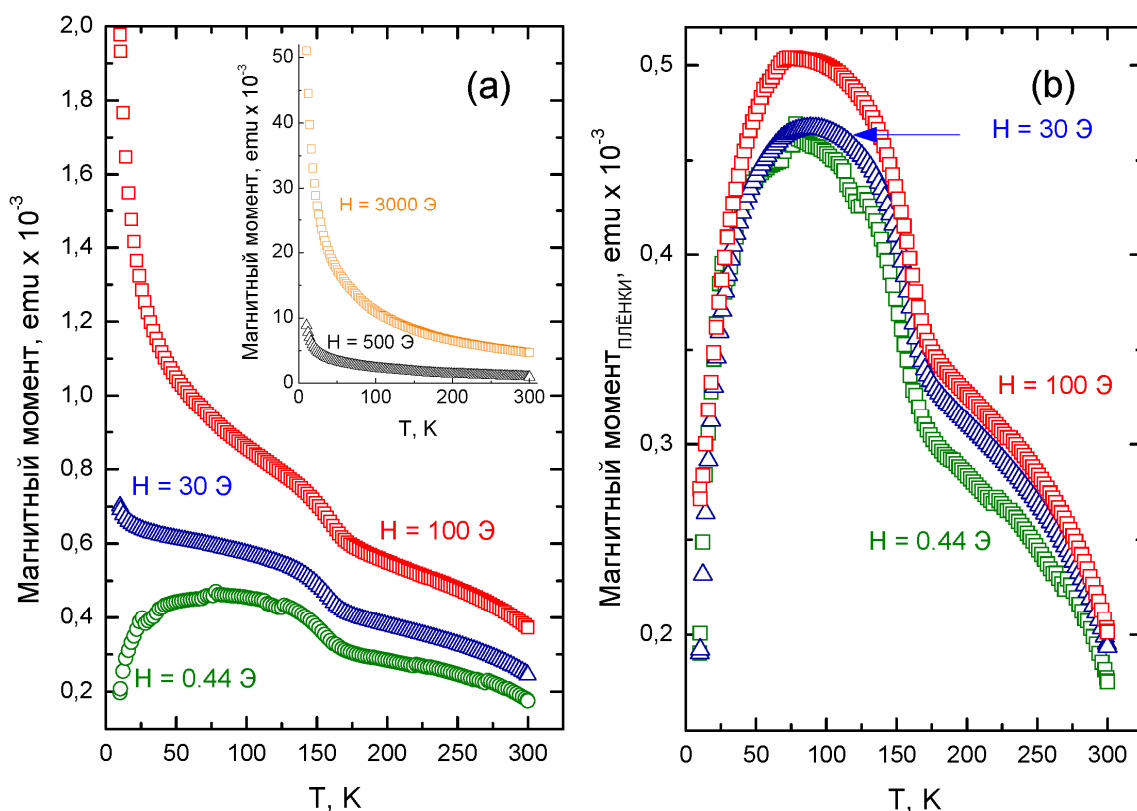 (a)
Магнитный момент, emu x 10⁻³
2,0
1,8
1,6
1,4
1,2
1,0
0,8
0,6
0,4
0,2
0 50 100 150 200 250 300
T, K
H = 30 Э
H = 100 Э
H = 0.44 Э
Магнитный момент, emu x 10⁻³
50
40
30
20
10
0
0 100 200 300
T, K
H = 3000 Э
H = 500 Э
(b)
Магнитный моментПЛЁНКИ, emu x 10⁻³
0,5
0,4
0,3
0,2
0 50 100 150 200 250 300
T, K
H = 30 Э
H = 100 Э
H = 0.44 Э